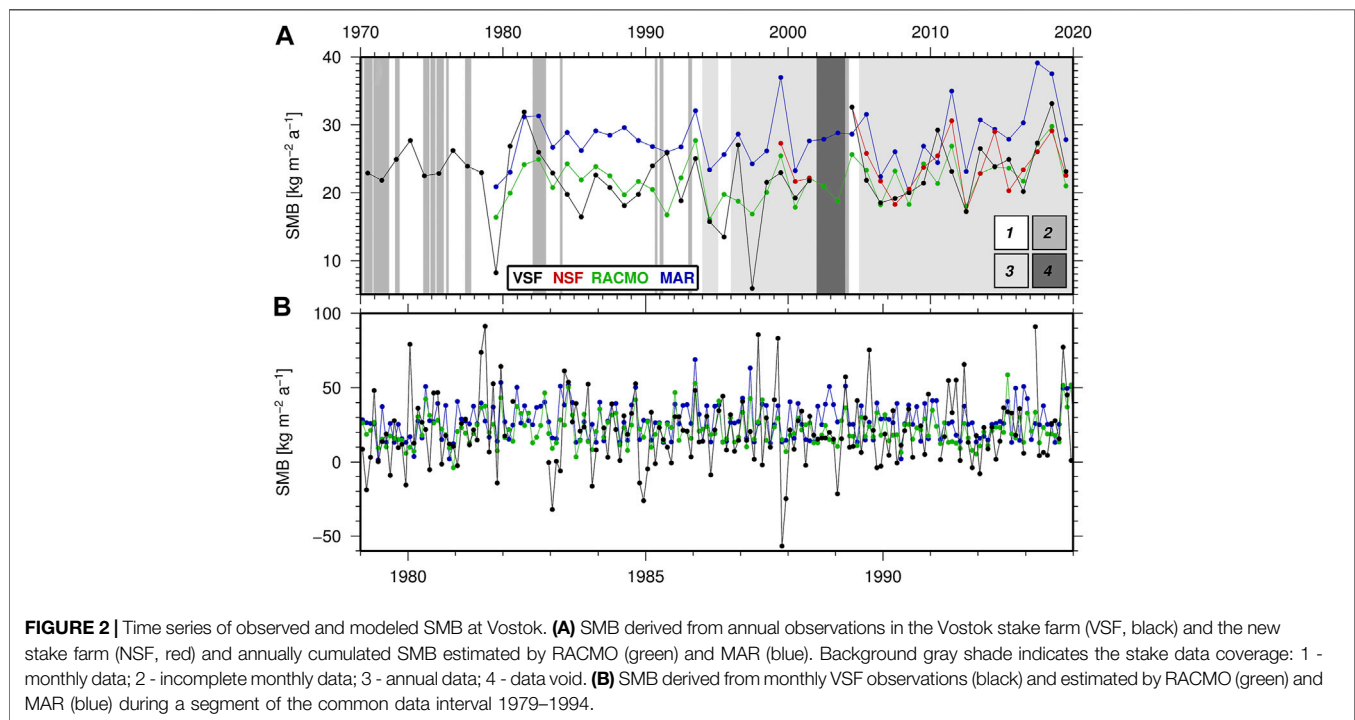 A
1970 1980 1990 2000 2010 2020
40
30
20
10
SMB [kg m⁻² a⁻¹]
VSF NSF RACMO MAR
1 2
3 4
B
100
50
0
−50
SMB [kg m⁻² a⁻¹]
1980 1985 1990
FIGURE 2 | Time series of observed and modeled SMB at Vostok. (A) SMB derived from annual observations in the Vostok stake farm (VSF, black) and the new
stake farm (NSF, red) and annually cumulated SMB estimated by RACMO (green) and MAR (blue). Background gray shade indicates the stake data coverage: 1 -
monthly data; 2 - incomplete monthly data; 3 - annual data; 4 - data void. (B) SMB derived from monthly VSF observations (black) and estimated by RACMO (green) and
MAR (blue) during a segment of the common data interval 1979–1994.